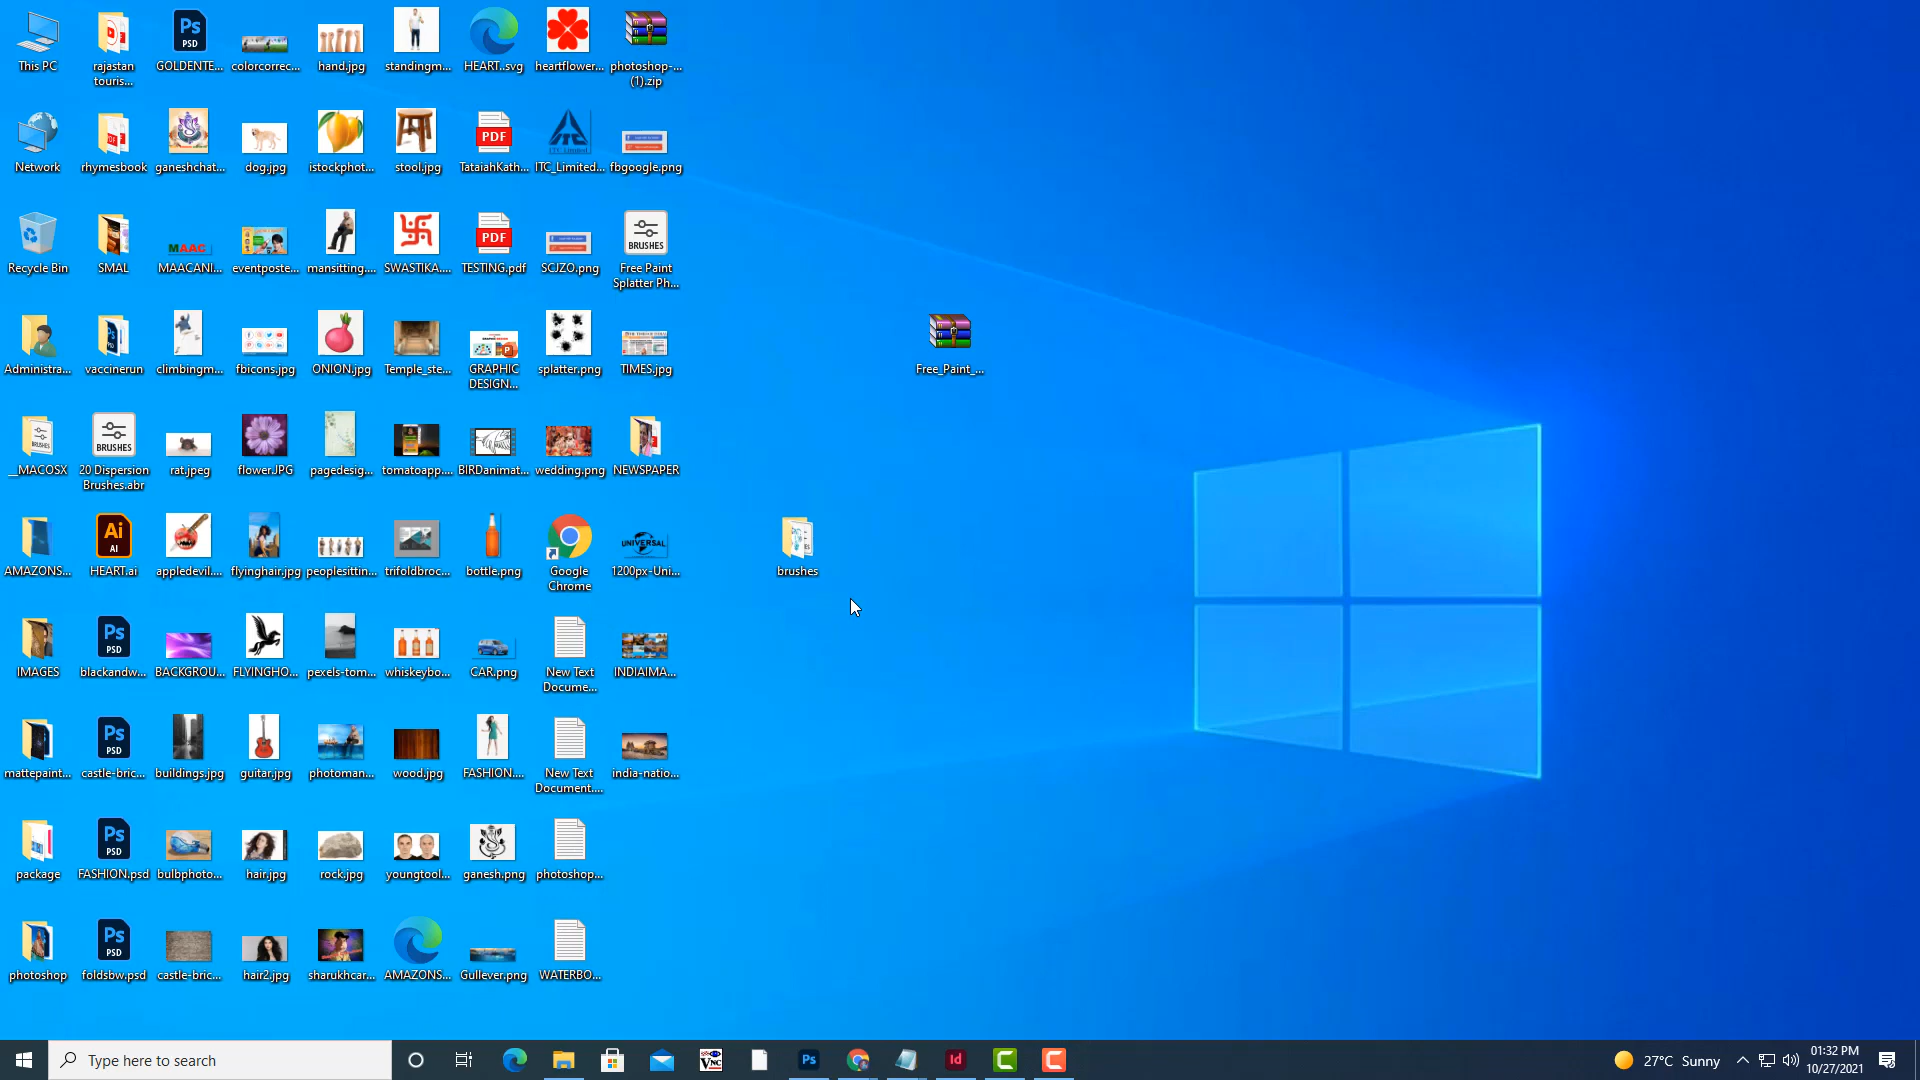 This PC
rajastan
touris...
GOLDENTE...
colorcorrec...
hand.jpg
standingm...
HEART..svg
heartflower...
photoshop-...
(1).zip
Network
rhymesbook
ganeshchat...
dog.jpg
istockphot...
stool.jpg
TataiahKath...
ITC_Limited...
fbgoogle.png
Recycle Bin
SMAL
MAACANI...
eventposte...
mansitting....
SWASTIKA....
TESTING.pdf
SCJZO.png
Free Paint
Splatter Ph...
Administra...
vaccinerun
climbingm...
fbicons.jpg
ONION.jpg
Temple_ste...
GRAPHIC
DESIGN...
splatter.png
TIMES.jpg
Free_Paint_...
__MACOSX
20 Dispersion
Brushes.abr
rat.jpeg
flower.JPG
pagedesig...
tomatoapp....
BIRDanimat...
wedding.png
NEWSPAPER
AMAZONS...
HEART.ai
appledevil....
flyinghair.jpg
peoplesittin...
trifoldbroc...
bottle.png
Google
Chrome
1200px-Uni...
brushes
IMAGES
blackandw...
BACKGROU...
FLYINGHO...
pexels-tom...
whiskeybo...
CAR.png
New Text
Docume...
INDIAIMA...
mattepaint...
castle-bric...
buildings.jpg
guitar.jpg
photoman...
wood.jpg
FASHION....
New Text
Document....
india-natio...
package
FASHION.psd
bulbphoto...
hair.jpg
rock.jpg
youngtool...
ganesh.png
photoshop...
photoshop
foldsbw.psd
castle-bric...
hair2.jpg
sharukhcar...
AMAZONS...
Gullever.png
WATERBO...
Type here to search
27°C Sunny
01:32 PM
10/27/2021